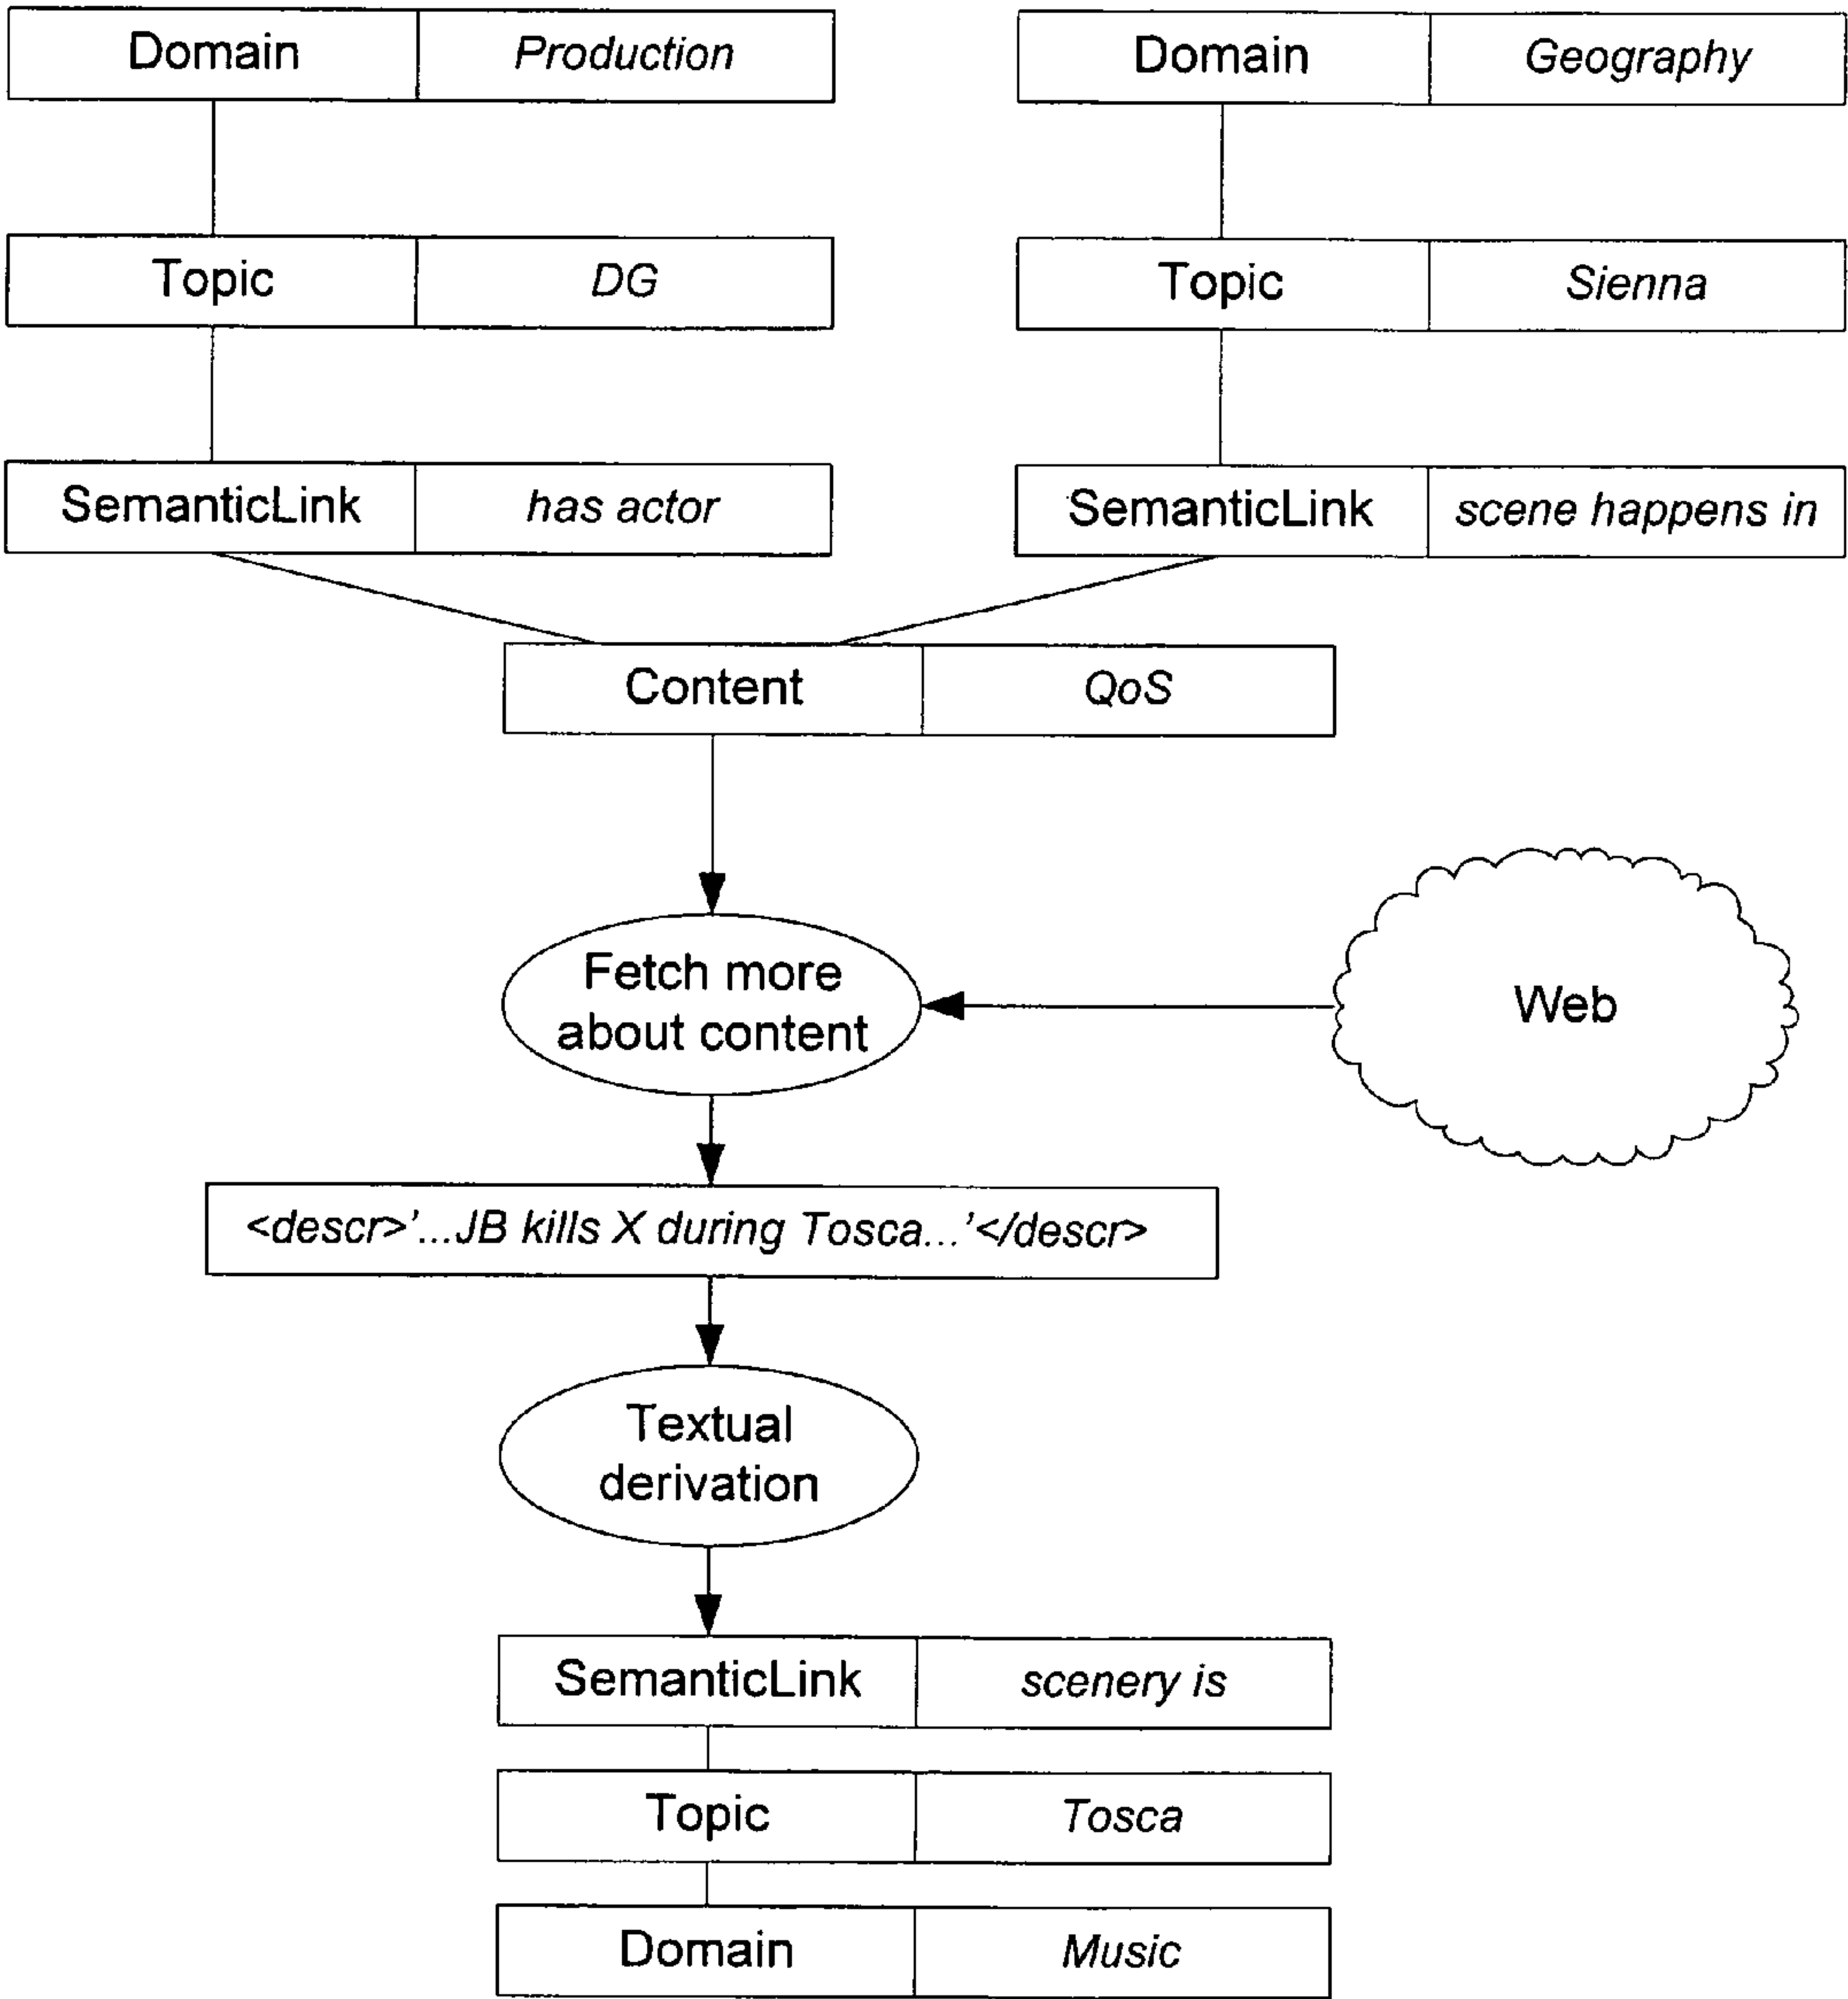 Domain Production
Domain Geography
Topic DG
Topic Sienna
SemanticLink has actor
SemanticLink scene happens in
Content QoS
Fetch more
about content
Web
<descr>'...JB kills X during Tosca...'</descr>
Textual
derivation
SemanticLink scenery is
Topic Tosca
Domain Music